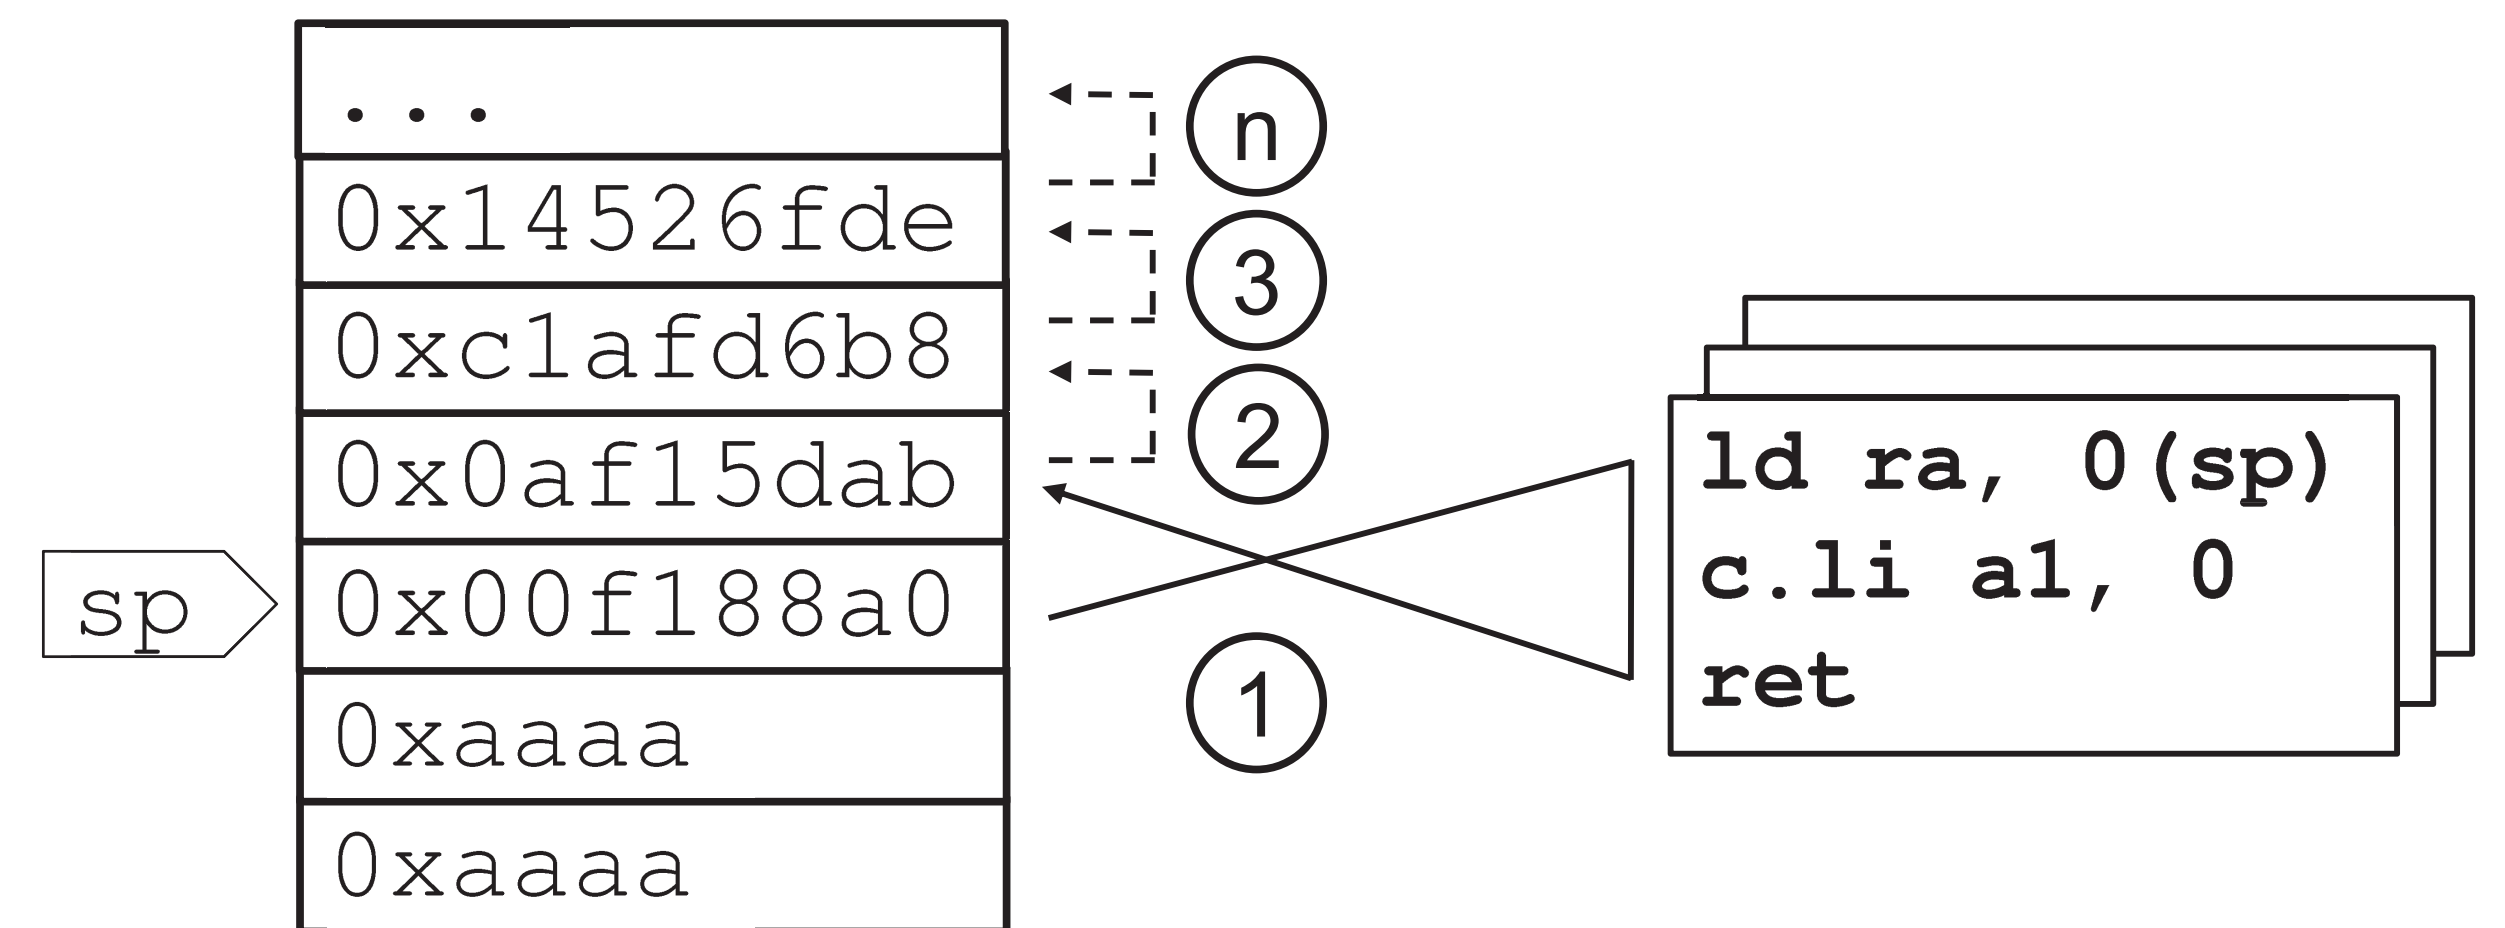 . . .
0x14526fde
0xc1afd6b8
0x0af15dab
0x00f188a0
0xaaaa
0xaaaa
sp
n
3
2
1
ld ra, 0(sp)
c.li a1, 0
ret